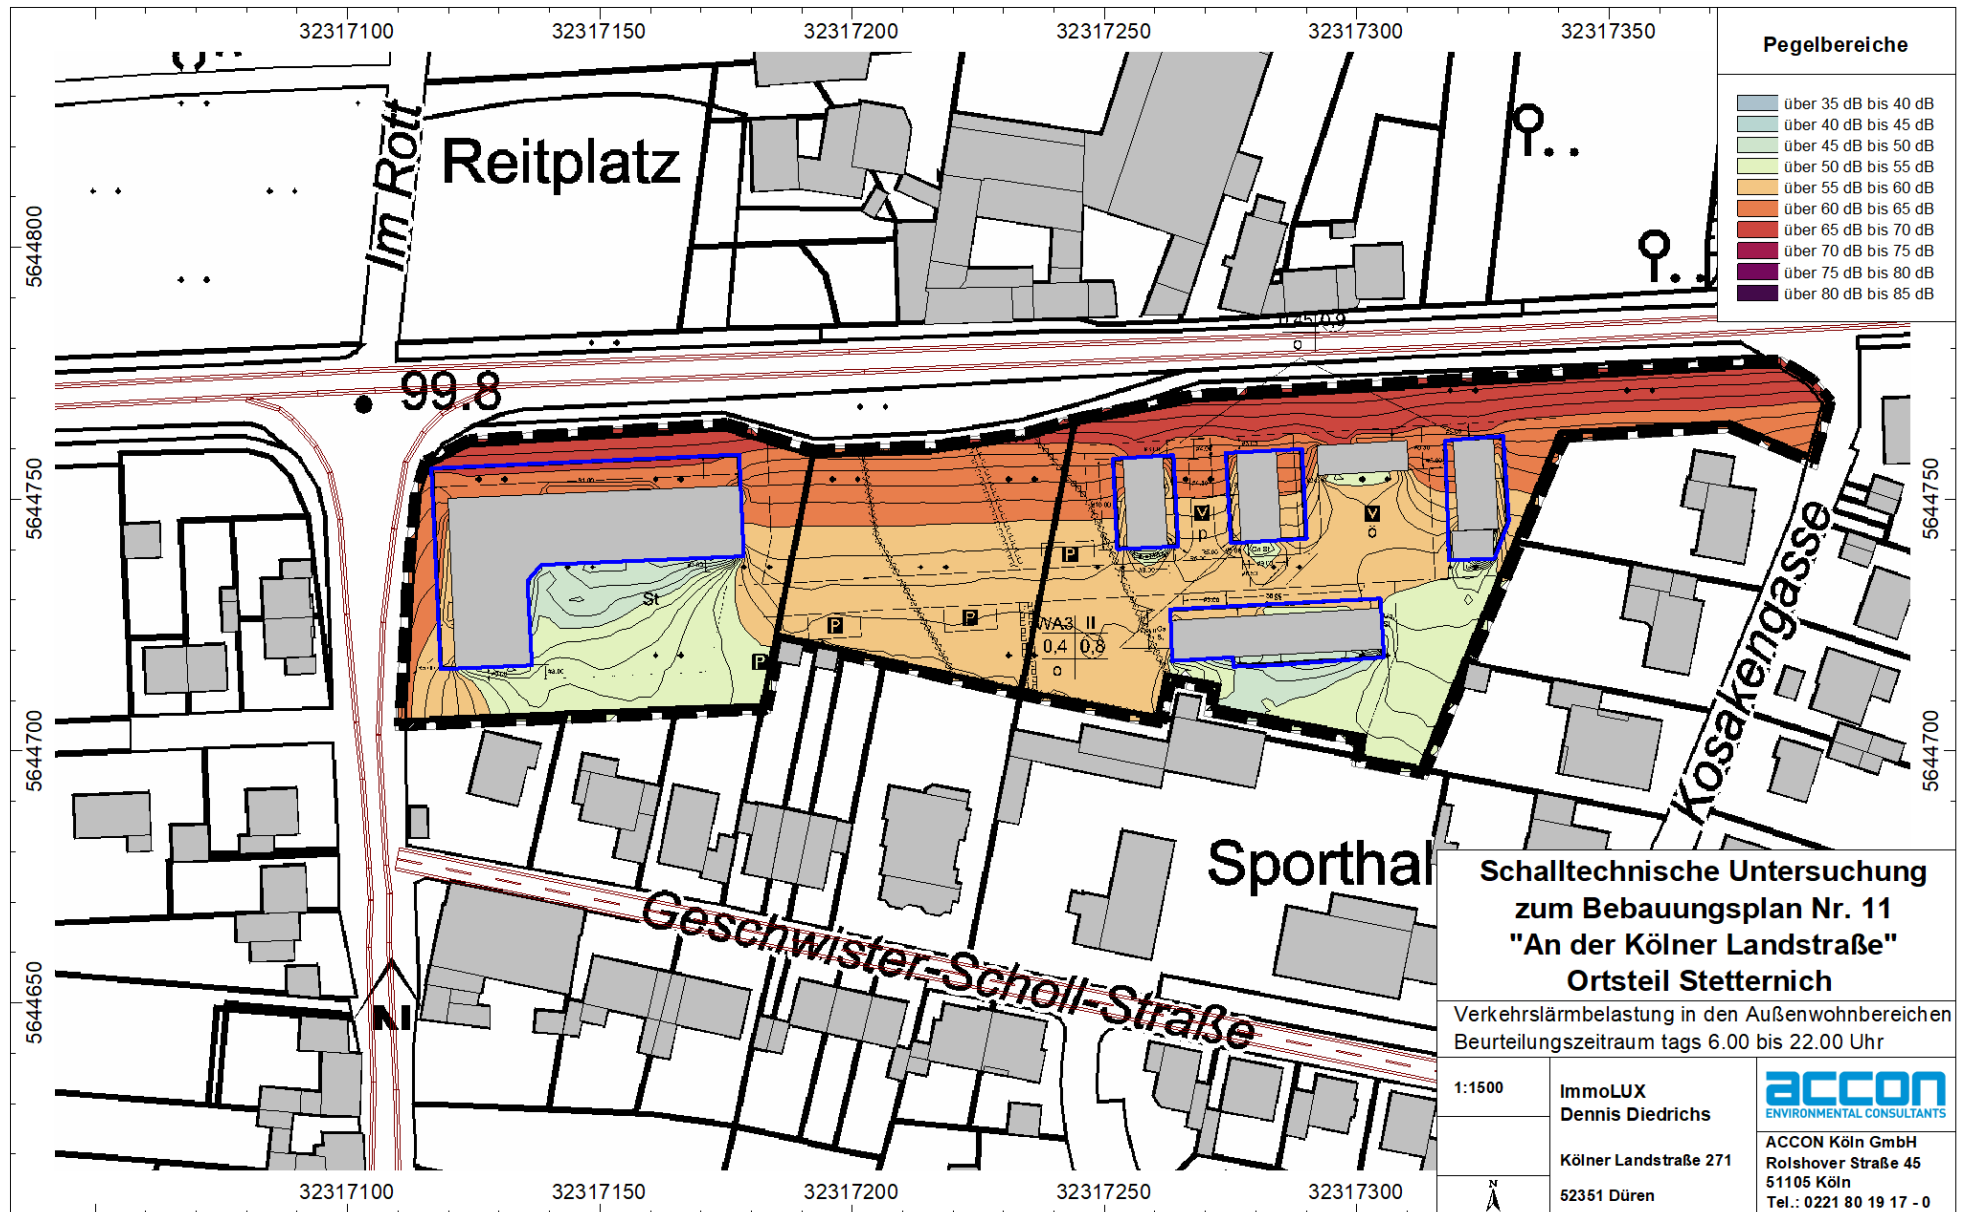 32317100 32317150 32317200 32317250 32317300 32317350
Pegelbereiche
über 35 dB bis 40 dB
über 40 dB bis 45 dB
über 45 dB bis 50 dB
über 50 dB bis 55 dB
über 55 dB bis 60 dB
über 60 dB bis 65 dB
über 65 dB bis 70 dB
über 70 dB bis 75 dB
über 75 dB bis 80 dB
über 80 dB bis 85 dB
Im Rott
Reitplatz
5644800
99.8
5644750
5644750
V
p
V
ö
P
St
P
P
P
WA3 II
0,4 0,8
o
Kosakengasse
5644700
5644700
Sporthal
Geschwister-Scholl-Straße
5644650
NI
Schalltechnische Untersuchung
zum Bebauungsplan Nr. 11
"An der Kölner Landstraße"
Ortsteil Stetternich
Verkehrslärmbelastung in den Außenwohnbereichen
Beurteilungszeitraum tags 6.00 bis 22.00 Uhr
1:1500
ImmoLUX
Dennis Diedrichs
Kölner Landstraße 271
52351 Düren
accon
ENVIRONMENTAL CONSULTANTS
ACCON Köln GmbH
Rolshover Straße 45
51105 Köln
Tel.: 0221 80 19 17 - 0
N
32317100 32317150 32317200 32317250 32317300